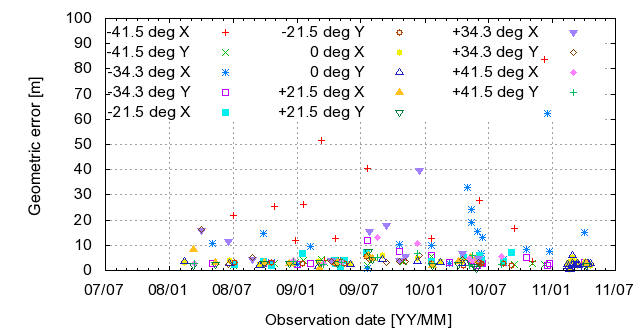 100
90
80
70
60
50
40
30
20
10
0
Geometric error [m]
-41.5 deg X
-41.5 deg Y
-34.3 deg X
-34.3 deg Y
-21.5 deg X
-21.5 deg Y
0 deg X
0 deg Y
+21.5 deg X
+21.5 deg Y
+34.3 deg X
+34.3 deg Y
+41.5 deg X
+41.5 deg Y
07/07 08/01 08/07 09/01 09/07 10/01 10/07 11/01 11/07
Observation date [YY/MM]